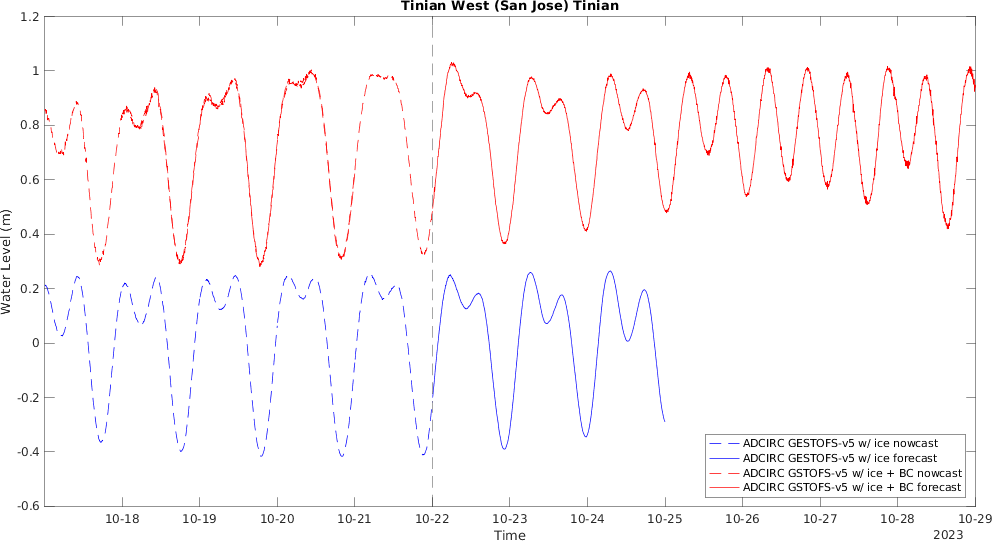 Tinian West (San Jose) Tinian
1.2
1
0.8
0.6
0.4
0.2
0
-0.2
-0.4
-0.6
Water Level (m)
ADCIRC GESTOFS-v5 w/ ice nowcast
ADCIRC GESTOFS-v5 w/ ice forecast
ADCIRC GSTOFS-v5 w/ ice + BC nowcast
ADCIRC GSTOFS-v5 w/ ice + BC forecast
10-18 10-19 10-20 10-21 10-22 10-23 10-24 10-25 10-26 10-27 10-28 10-29
Time
2023